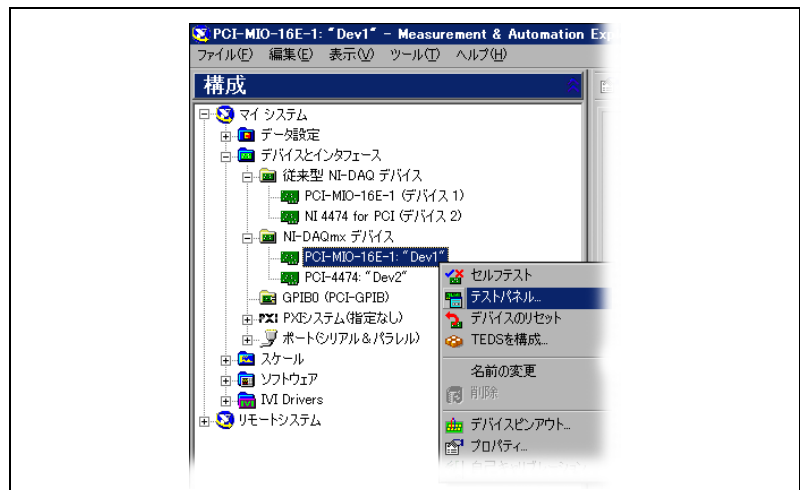 PCI-MIO-16E-1: "Dev1" - Measurement & Automation
ファイル(F) 編集(E) 表示(V) ツール(T) ヘルプ(H)
構成
マイ システム
データ設定
デバイスとインタフェース
従来型 NI-DAQ デバイス
PCI-MIO-16E-1 (デバイス 1)
NI 4474 for PCI (デバイス 2)
NI-DAQmx デバイス
PCI-MIO-16E-1: "Dev1"
PCI-4474: "Dev2"
GPIB0 (PCI-GPIB)
PXI PXIシステム(指定なし)
ポート(シリアル & パラレル)
スケール
ソフトウェア
IVI Drivers
リモートシステム
セルフテスト
テストパネル...
デバイスのリセット
TEDSを構成...
名前の変更
削除
デバイスピンアウト...
プロパティ...